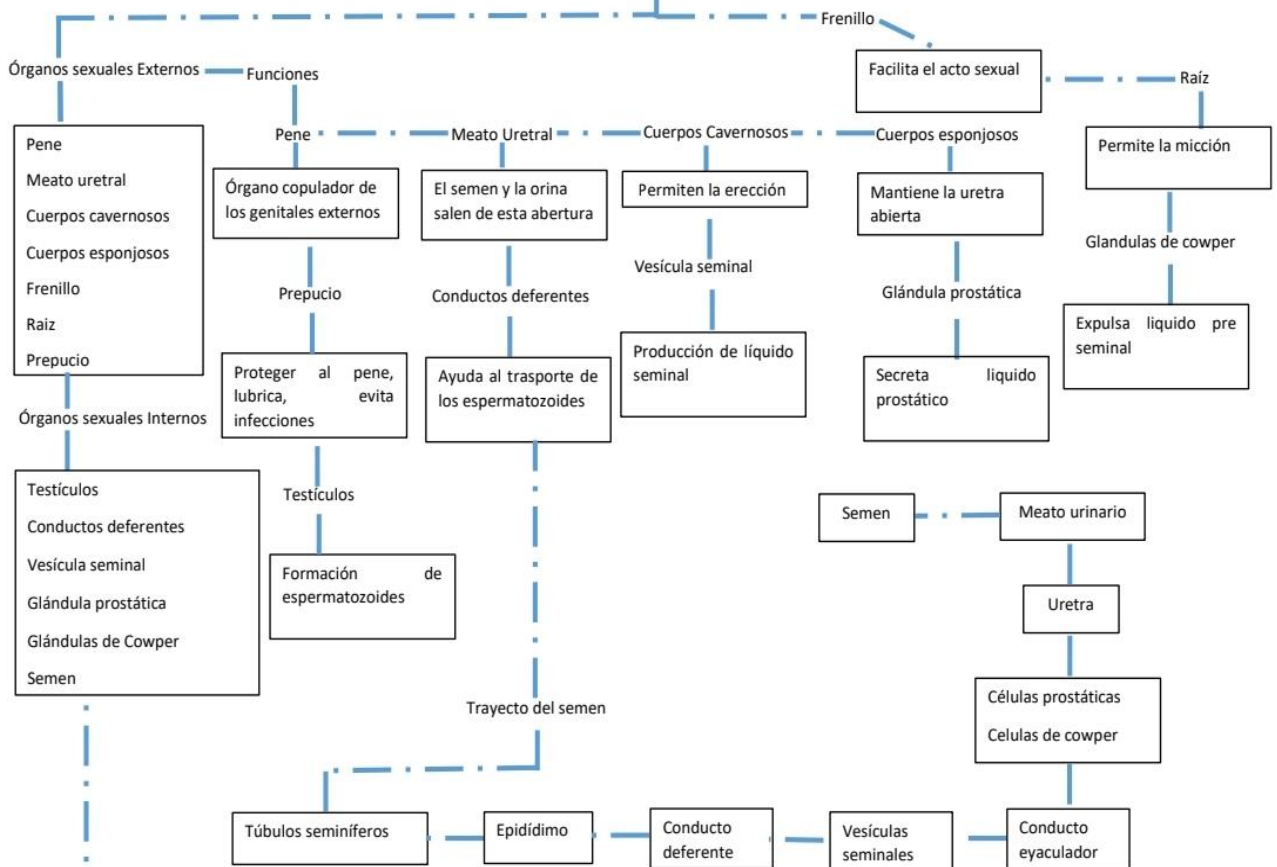 Frenillo
Órganos sexuales Externos
Funciones
Facilita el acto sexual
Raíz
Pene
Meato uretral
Cuerpos cavernosos
Cuerpos esponjosos
Frenillo
Raiz
Prepucio
Pene
Meato Uretral
Cuerpos Cavernosos
Cuerpos esponjosos
Permite la micción
Órgano copulador de
los genitales externos
El semen y la orina
salen de esta abertura
Permiten la erección
Mantiene la uretra
abierta
Glandulas de cowper
Prepucio
Conductos deferentes
Vesícula seminal
Glándula prostática
Expulsa liquido pre
seminal
Proteger al pene,
lubrica, evita
infecciones
Ayuda al trasporte de
los espermatozoides
Producción de líquido
seminal
Secreta liquido
prostático
Órganos sexuales Internos
Testículos
Conductos deferentes
Vesícula seminal
Glándula prostática
Glándulas de Cowper
Semen
Testículos
Formación de
espermatozoides
Trayecto del semen
Semen
Meato urinario
Uretra
Células prostáticas
Celulas de cowper
Túbulos seminíferos
Epidídimo
Conducto
deferente
Vesículas
seminales
Conducto
eyaculador